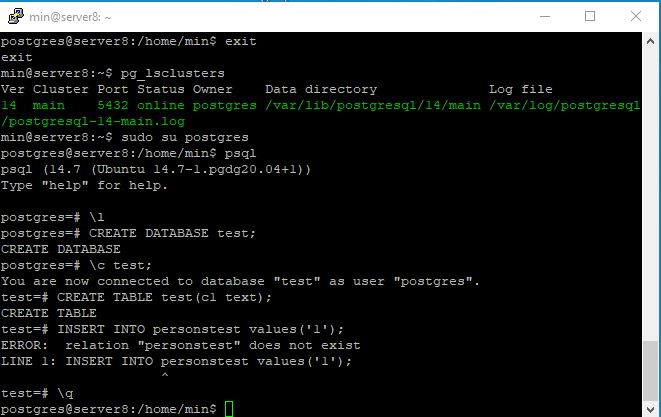 min@server8: ~
postgres@server8:/home/min$ exit
exit
min@server8:~$ pg_lsclusters
Ver Cluster Port Status Owner    Data directory              Log file
14  main    5432 online postgres /var/lib/postgresql/14/main /var/log/postgresql
/postgresql-14-main.log
min@server8:~$ sudo su postgres
postgres@server8:/home/min$ psql
psql (14.7 (Ubuntu 14.7-1.pgdg20.04+1))
Type "help" for help.

postgres=# \l
postgres=# CREATE DATABASE test;
CREATE DATABASE
postgres=# \c test;
You are now connected to database "test" as user "postgres".
test=# CREATE TABLE test(c1 text);
CREATE TABLE
test=# INSERT INTO personstest values('1');
ERROR:  relation "personstest" does not exist
LINE 1: INSERT INTO personstest values('1');
                    ^
test=# \q
postgres@server8:/home/min$